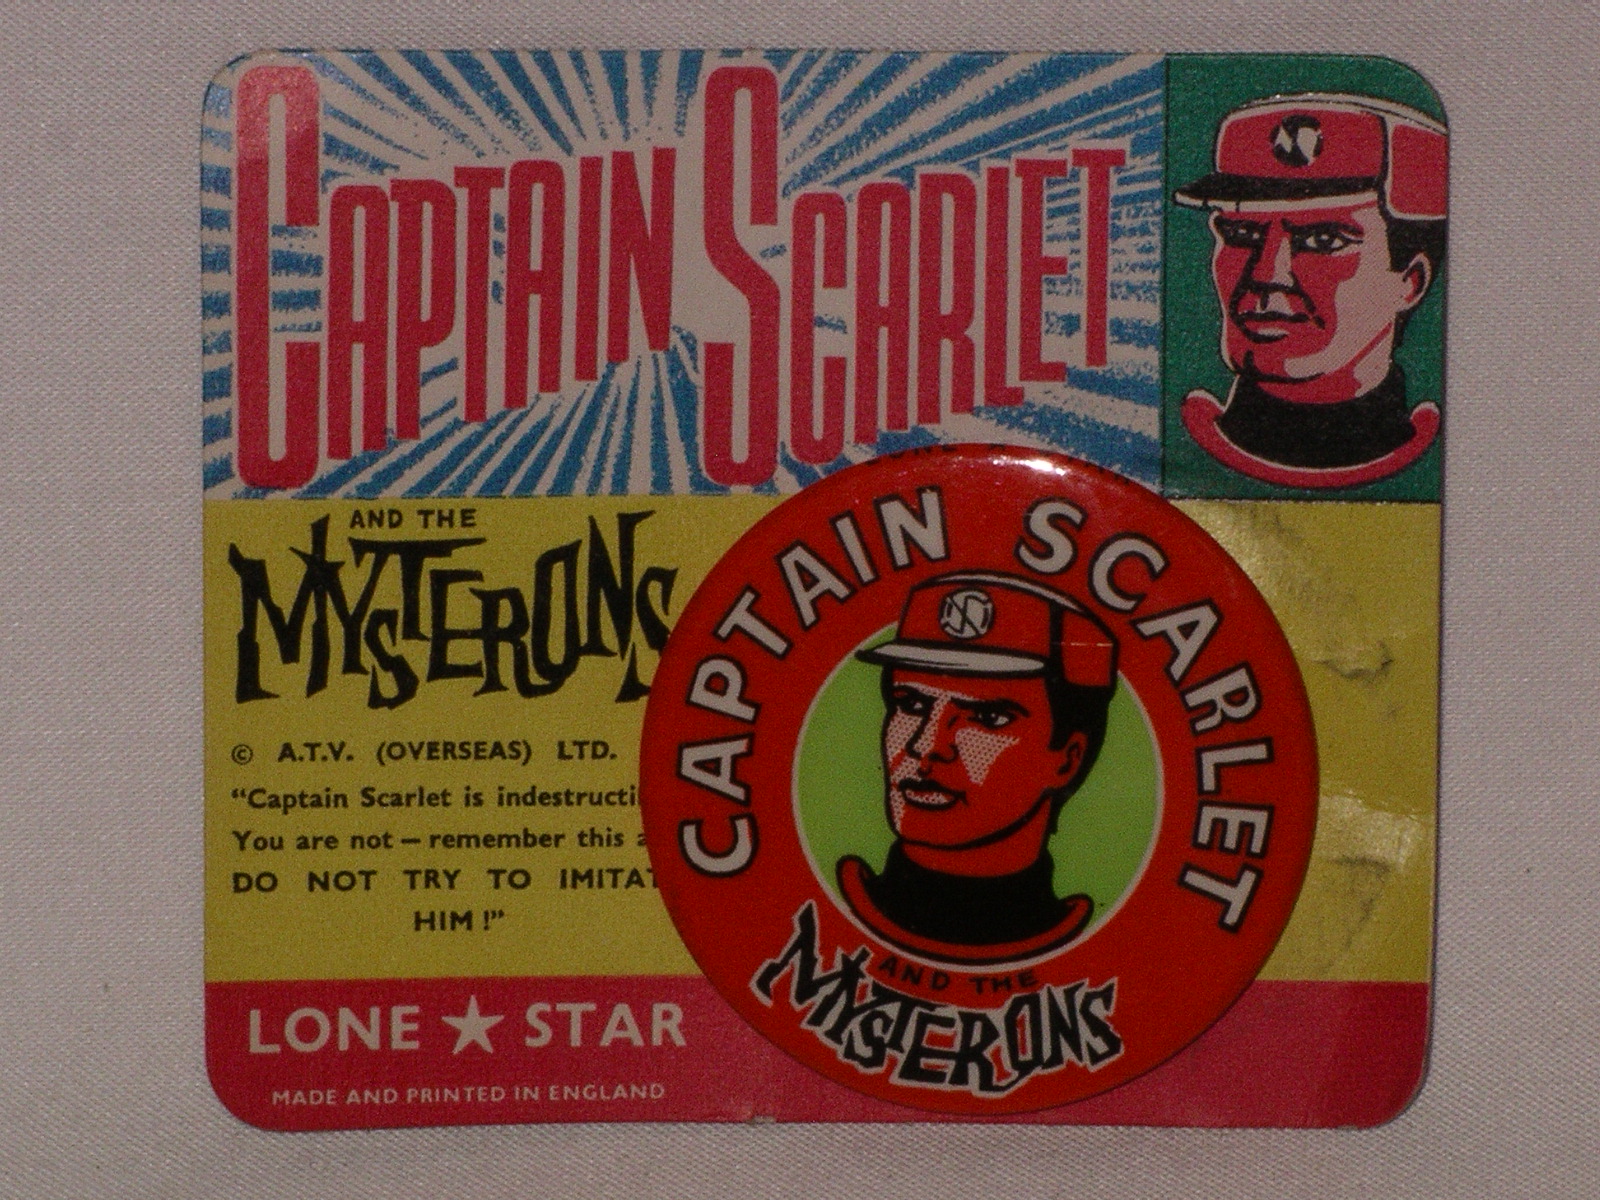 CAPTAIN SCARLET
AND THE
MYSTERONS
© A.T.V. (OVERSEAS) LTD.
"Captain Scarlet is indestructi
You are not — remember this a
DO NOT TRY TO IMITAT
HIM !"
LONE ★ STAR
MADE AND PRINTED IN ENGLAND
CAPTAIN SCARLET
AND THE
MYSTERONS